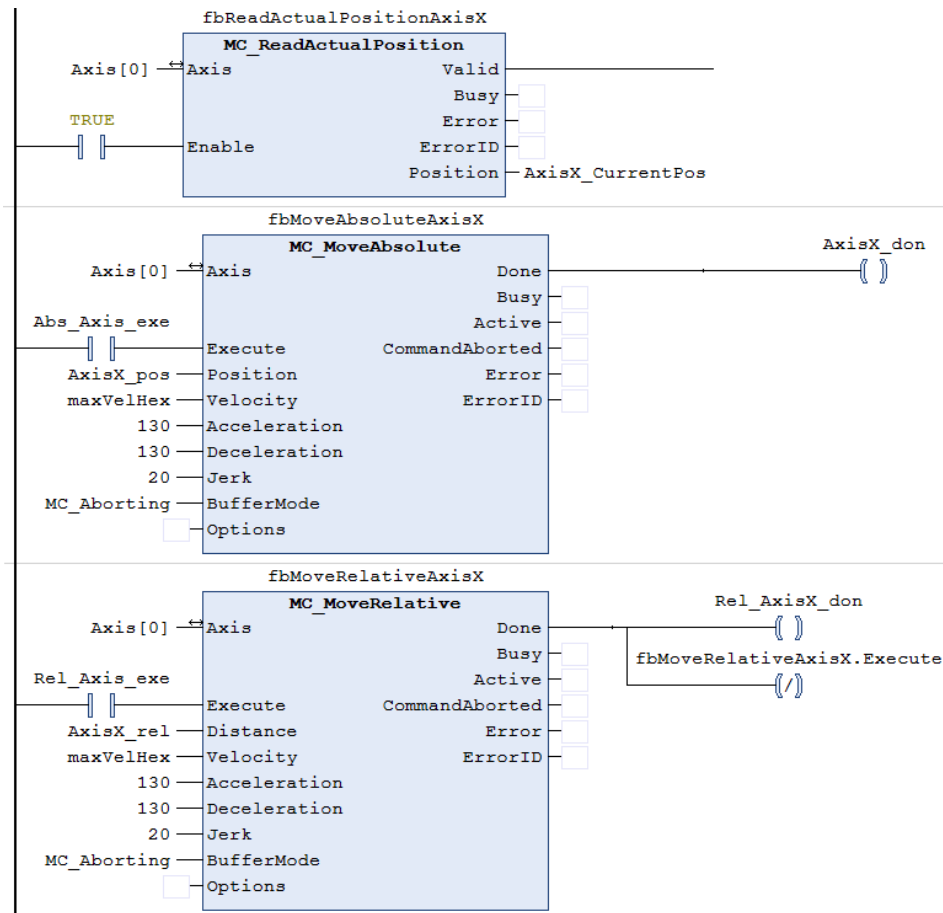 fbReadActualPositionAxisX
MC_ReadActualPosition
Axis[0] Axis Valid
Busy
TRUE Error
Enable ErrorID
Position AxisX_CurrentPos
fbMoveAbsoluteAxisX
MC_MoveAbsolute AxisX_don
Axis[0] Axis Done
Busy
Abs_Axis_exe Active
Execute CommandAborted
AxisX_pos Position Error
maxVelHex Velocity ErrorID
130 Acceleration
130 Deceleration
20 Jerk
MC_Aborting BufferMode
Options
fbMoveRelativeAxisX
MC_MoveRelative Rel_AxisX_don
Axis[0] Axis Done
Busy fbMoveRelativeAxisX.Execute
Rel_Axis_exe Active
Execute CommandAborted
AxisX_rel Distance Error
maxVelHex Velocity ErrorID
130 Acceleration
130 Deceleration
20 Jerk
MC_Aborting BufferMode
Options